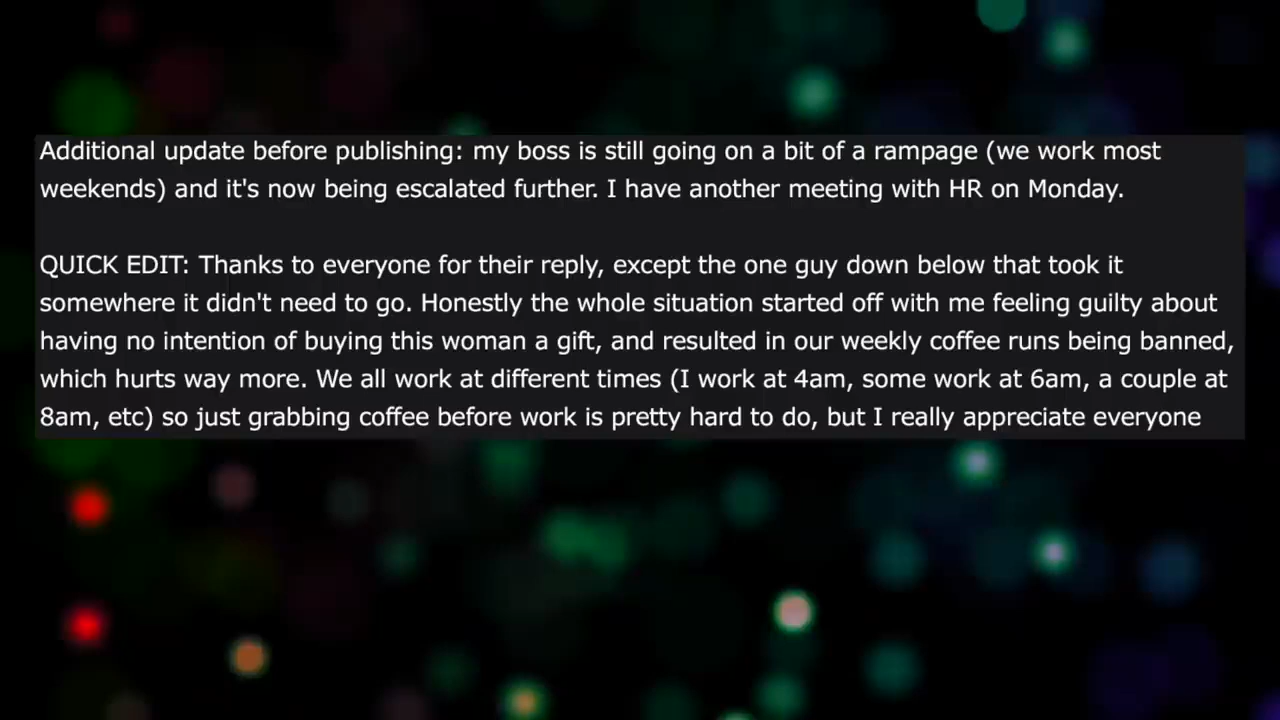 Additional update before publishing: my boss is still going on a bit of a rampage (we work most
weekends) and it's now being escalated further. I have another meeting with HR on Monday.
QUICK EDIT: Thanks to everyone for their reply, except the one guy down below that took it
somewhere it didn't need to go. Honestly the whole situation started off with me feeling guilty about
having no intention of buying this woman a gift, and resulted in our weekly coffee runs being banned,
which hurts way more. We all work at different times (I work at 4am, some work at 6am, a couple at
8am, etc) so just grabbing coffee before work is pretty hard to do, but I really appreciate everyone